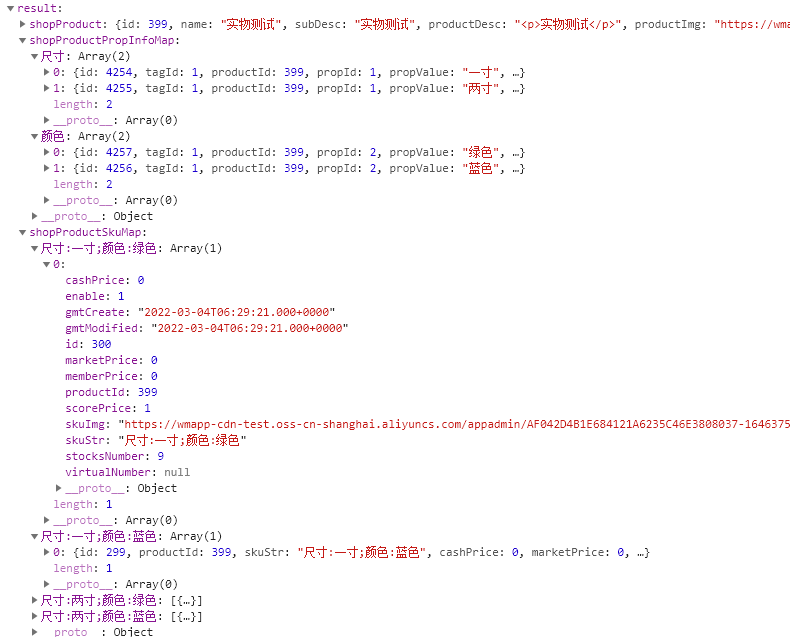 result:
shopProduct: {id: 399, name: "实物测试", subDesc: "实物测试", productDesc: "<p>实物测试</p>", productImg: "https://wma
shopProductPropInfoMap:
尺寸: Array(2)
0: {id: 4254, tagId: 1, productId: 399, propId: 1, propValue: "一寸", …}
1: {id: 4255, tagId: 1, productId: 399, propId: 1, propValue: "两寸", …}
length: 2
__proto__: Array(0)
颜色: Array(2)
0: {id: 4257, tagId: 1, productId: 399, propId: 2, propValue: "绿色", …}
1: {id: 4256, tagId: 1, productId: 399, propId: 2, propValue: "蓝色", …}
length: 2
__proto__: Array(0)
__proto__: Object
shopProductSkuMap:
尺寸:一寸;颜色:绿色: Array(1)
0:
cashPrice: 0
enable: 1
gmtCreate: "2022-03-04T06:29:21.000+0000"
gmtModified: "2022-03-04T06:29:21.000+0000"
id: 300
marketPrice: 0
memberPrice: 0
productId: 399
scorePrice: 1
skuImg: "https://wmapp-cdn-test.oss-cn-shanghai.aliyuncs.com/appadmin/AF042D4B1E684121A6235C46E3808037-1646375
skuStr: "尺寸:一寸;颜色:绿色"
stocksNumber: 9
virtualNumber: null
__proto__: Object
length: 1
__proto__: Array(0)
尺寸:一寸;颜色:蓝色: Array(1)
0: {id: 299, productId: 399, skuStr: "尺寸:一寸;颜色:蓝色", cashPrice: 0, marketPrice: 0, …}
length: 1
__proto__: Array(0)
尺寸:两寸;颜色:绿色: [{…}]
尺寸:两寸;颜色:蓝色: [{…}]
__proto__: Object